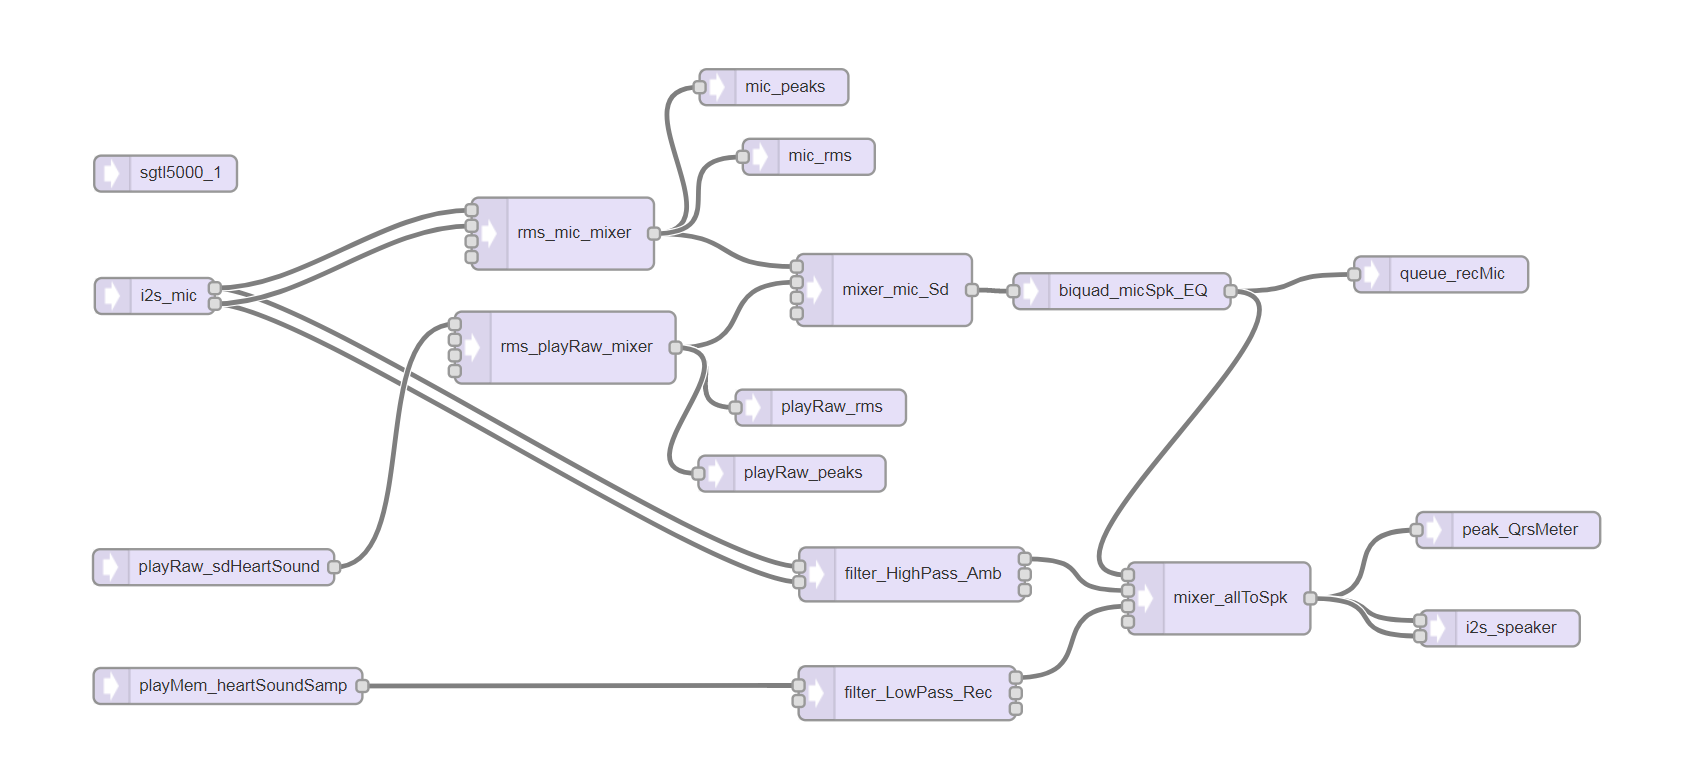 mic_peaks
mic_rms
sgtl5000_1
rms_mic_mixer
i2s_mic
mixer_mic_Sd
biquad_micSpk_EQ
queue_recMic
rms_playRaw_mixer
playRaw_rms
playRaw_peaks
playRaw_sdHeartSound
filter_HighPass_Amb
mixer_allToSpk
peak_QrsMeter
i2s_speaker
playMem_heartSoundSamp
filter_LowPass_Rec